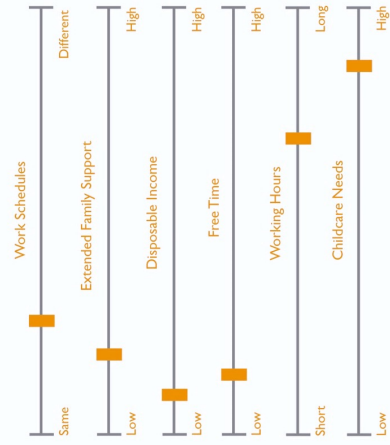 Different
Work Schedules
Same
High
Extended Family Support
Low
High
Disposable Income
Low
High
Free Time
Low
Long
Working Hours
Short
High
Childcare Needs
Low